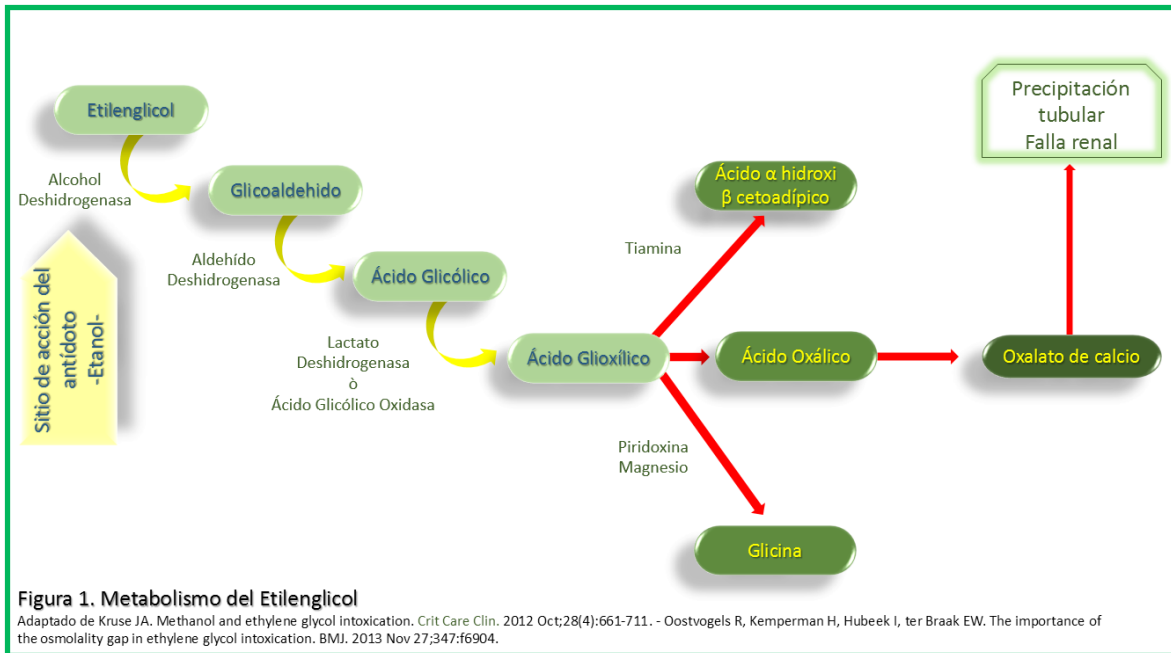 Etilenglicol
Alcohol
Deshidrogenasa
Glicoaldehido
Aldehído
Deshidrogenasa
Ácido Glicólico
Lactato
Deshidrogenasa
ò
Ácido Glicólico Oxidasa
Sitio de acción del
antídoto
-Etanol-
Ácido Glioxílico
Tiamina
Ácido α hidroxi
β cetoadípico
Ácido Oxálico
Oxalato de calcio
Precipitación
tubular
Falla renal
Piridoxina
Magnesio
Glicina
Figura 1. Metabolismo del Etilenglicol
Adaptado de Kruse JA. Methanol and ethylene glycol intoxication. Crit Care Clin. 2012 Oct;28(4):661-711. - Oostvogels R, Kemperman H, Hubeek I, ter Braak EW. The importance of
the osmolality gap in ethylene glycol intoxication. BMJ. 2013 Nov 27;347:f6904.